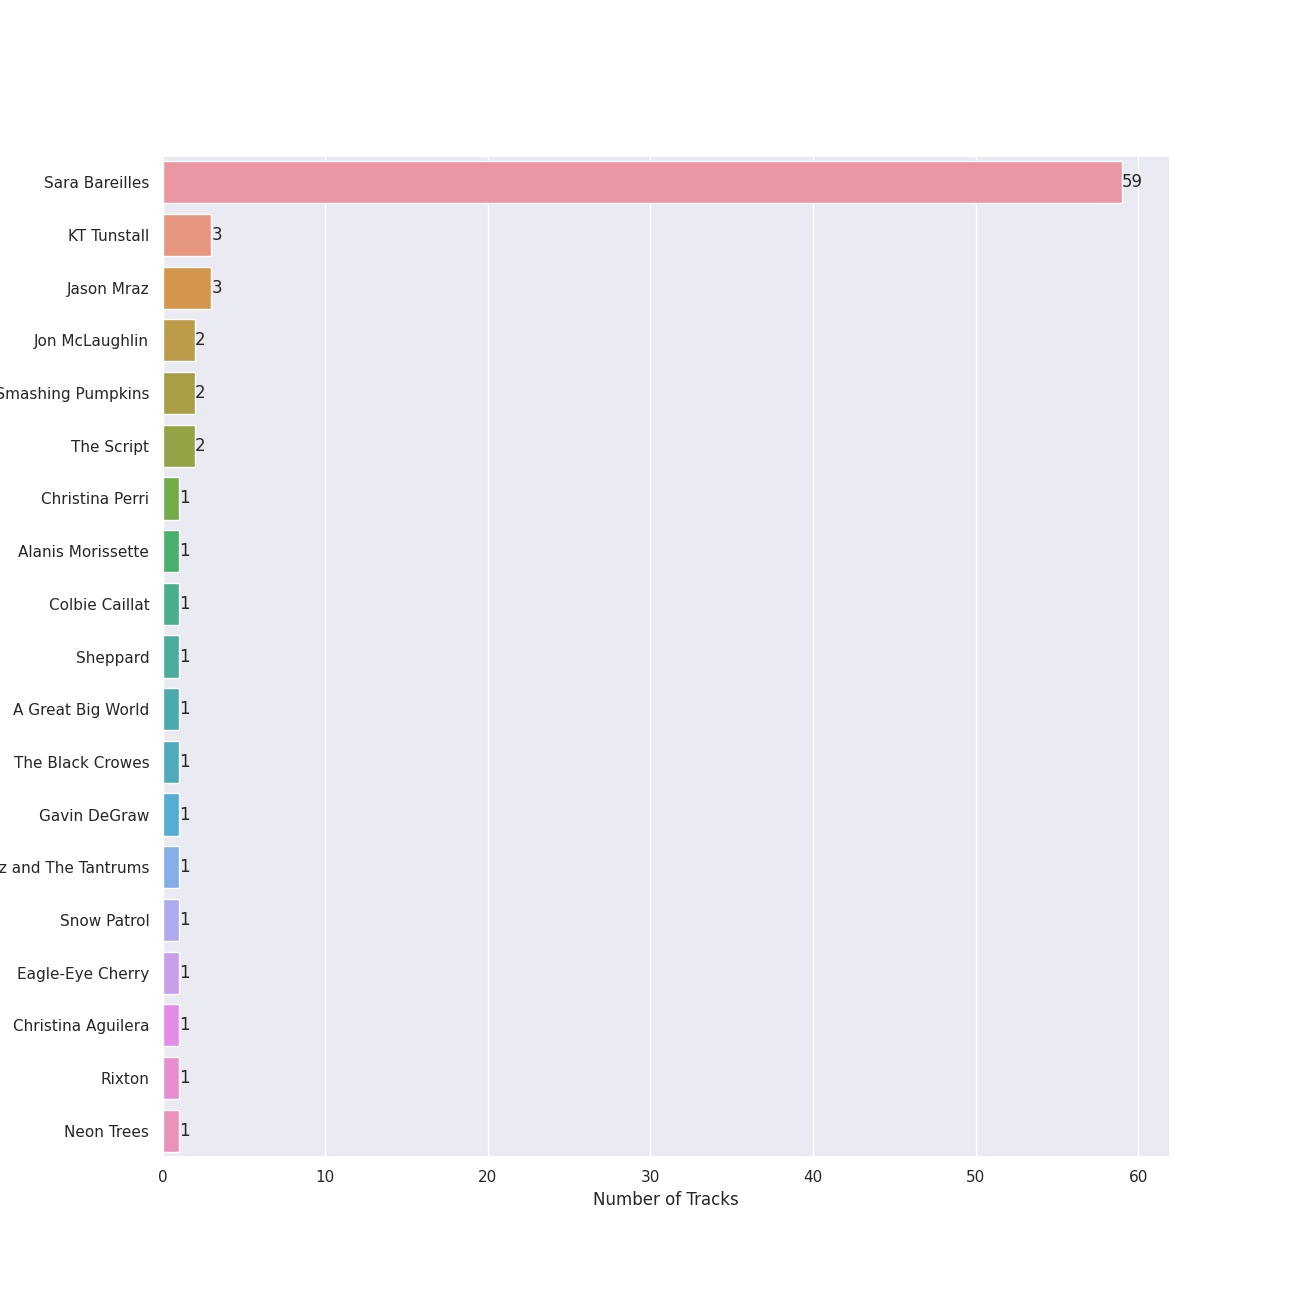 Sara Bareilles 59
KT Tunstall 3
Jason Mraz 3
Jon McLaughlin 2
Smashing Pumpkins 2
The Script 2
Christina Perri 1
Alanis Morissette 1
Colbie Caillat 1
Sheppard 1
A Great Big World 1
The Black Crowes 1
Gavin DeGraw 1
z and The Tantrums 1
Snow Patrol 1
Eagle-Eye Cherry 1
Christina Aguilera 1
Rixton 1
Neon Trees 1
0 10 20 30 40 50 60
Number of Tracks